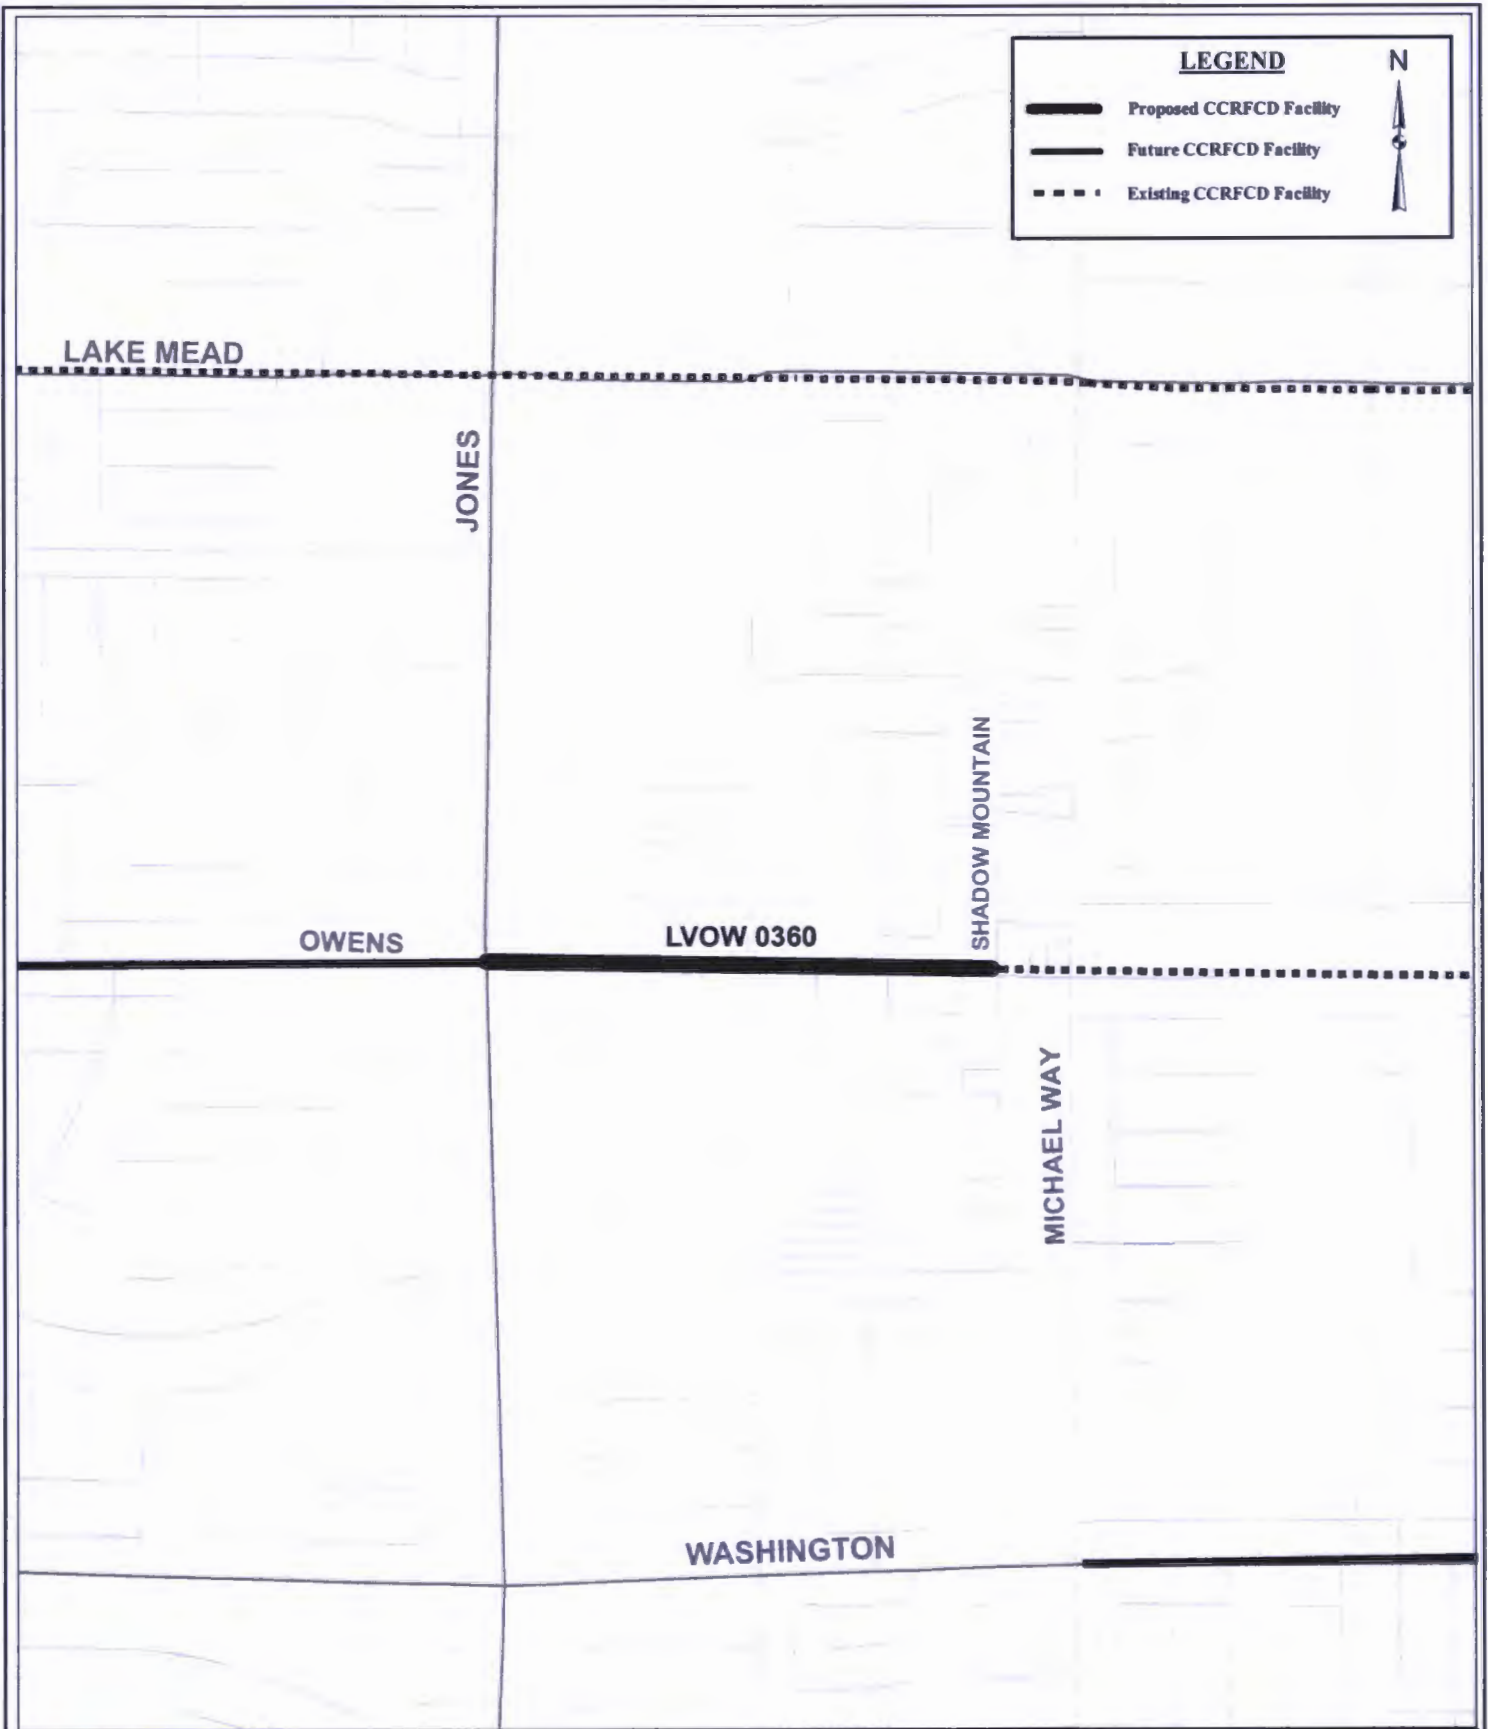 LEGEND
N
Proposed CCRFCD Facility
Future CCRFCD Facility
Existing CCRFCD Facility
LAKE MEAD
JONES
SHADOW MOUNTAIN
OWENS
LVOW 0360
MICHAEL WAY
WASHINGTON